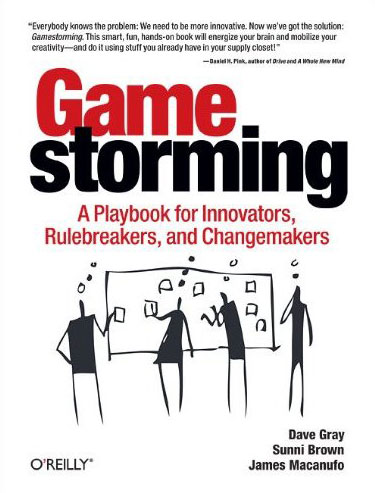 “Everybody knows the problem: We need to be more innovative. Now we’ve got the solution:
Gamestorming. This smart, fun, hands-on book will energize your brain and mobilize your
creativity—and do it using stuff you already have in your supply closet!”
—Daniel H. Pink, author of Drive and A Whole New Mind
Game
storming
A Playbook for Innovators,
Rulebreakers, and Changemakers
Dave Gray
Sunni Brown
James Macanufo
O’REILLY®